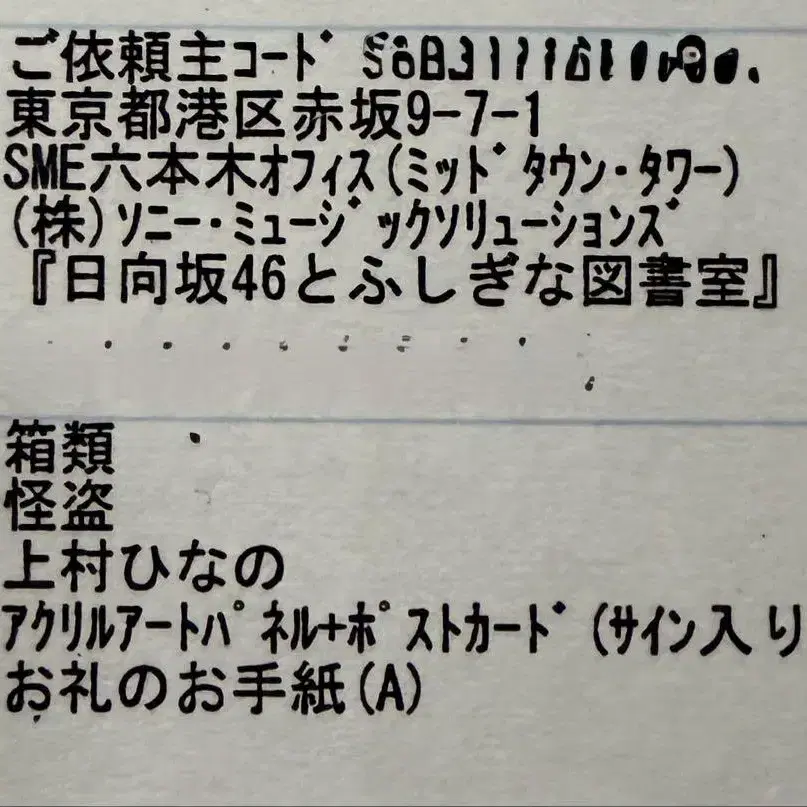 ご依頼主ｺｰﾄﾞ
東京都港区赤坂9-7-1
SME六本木ｵﾌｨｽ(ﾐｯﾄﾞﾀｳﾝ･ﾀﾜｰ)
(株)ｿﾆｰ･ﾐｭｰｼﾞｯｸｿﾘｭｰｼｮﾝｽﾞ
『日向坂46とふしぎな図書室』
箱類
怪盗
上村ひなの
ｱｸﾘﾙｱｰﾄﾊﾟﾈﾙ+ﾎﾟｽﾄｶｰﾄﾞ(ｻｲﾝ入り
お礼のお手紙(A)